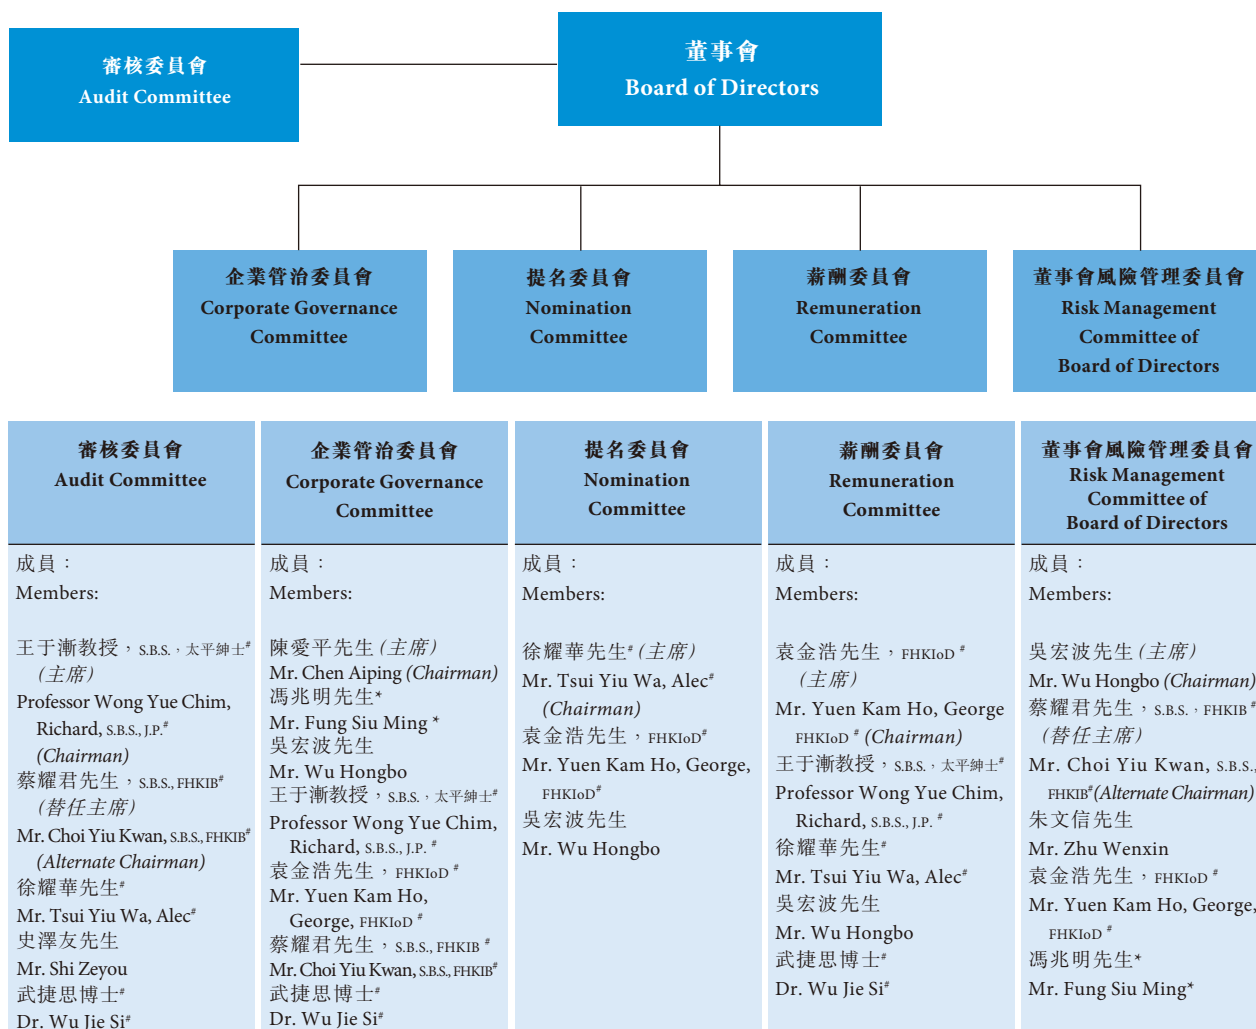 審核委員會
Audit Committee
董事會
Board of Directors
企業管治委員會
Corporate Governance
Committee
提名委員會
Nomination
Committee
薪酬委員會
Remuneration
Committee
董事會風險管理委員會
Risk Management
Committee of
Board of Directors
審核委員會
Audit Committee
成員：
Members:
王于漸教授，S.B.S.，太平紳士#
(主席)
Professor Wong Yue Chim,
Richard, S.B.S., J.P.#
(Chairman)
蔡耀君先生，S.B.S., FHKIB#
(替任主席)
Mr. Choi Yiu Kwan, S.B.S., FHKIB#
(Alternate Chairman)
徐耀華先生#
Mr. Tsui Yiu Wa, Alec#
史澤友先生
Mr. Shi Zeyou
武捷思博士#
Dr. Wu Jie Si#
企業管治委員會
Corporate Governance
Committee
成員：
Members:
陳愛平先生 (主席)
Mr. Chen Aiping (Chairman)
馮兆明先生*
Mr. Fung Siu Ming *
吳宏波先生
Mr. Wu Hongbo
王于漸教授，S.B.S.，太平紳士#
Professor Wong Yue Chim,
Richard, S.B.S., J.P. #
袁金浩先生，FHKIoD #
Mr. Yuen Kam Ho,
George, FHKIoD #
蔡耀君先生，S.B.S., FHKIB #
Mr. Choi Yiu Kwan, S.B.S., FHKIB#
武捷思博士#
Dr. Wu Jie Si#
提名委員會
Nomination
Committee
成員：
Members:
徐耀華先生# (主席)
Mr. Tsui Yiu Wa, Alec#
(Chairman)
袁金浩先生，FHKIoD#
Mr. Yuen Kam Ho, George,
FHKIoD#
吳宏波先生
Mr. Wu Hongbo
薪酬委員會
Remuneration
Committee
成員：
Members:
袁金浩先生，FHKIoD #
(主席)
Mr. Yuen Kam Ho, George
FHKIoD # (Chairman)
王于漸教授，S.B.S.，太平紳士#
Professor Wong Yue Chim,
Richard, S.B.S., J.P. #
徐耀華先生#
Mr. Tsui Yiu Wa, Alec#
吳宏波先生
Mr. Wu Hongbo
武捷思博士#
Dr. Wu Jie Si#
董事會風險管理委員會
Risk Management
Committee of
Board of Directors
成員：
Members:
吳宏波先生 (主席)
Mr. Wu Hongbo (Chairman)
蔡耀君先生，S.B.S.，FHKIB #
(替任主席)
Mr. Choi Yiu Kwan, S.B.S.,
FHKIB# (Alternate Chairman)
朱文信先生
Mr. Zhu Wenxin
袁金浩先生，FHKIoD #
Mr. Yuen Kam Ho, George,
FHKIoD #
馮兆明先生*
Mr. Fung Siu Ming*